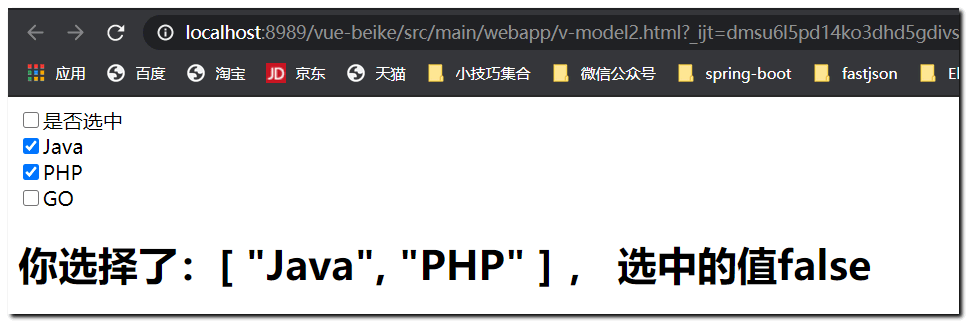 localhost:8989/vue-beike/src/main/webapp/v-model2.html?_ijt=dmsu6l5pd14ko3dhd5gdivs
应用 百度 淘宝 JD 京东 天猫 小技巧集合 微信公众号 spring-boot fastjson El
是否选中
Java
PHP
GO
你选择了：[ "Java", "PHP" ] ， 选中的值false